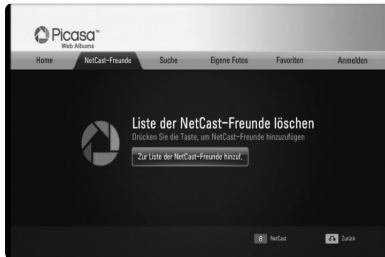 Picasa™
Web Albums
Home NetCast-Freunde Suche Eigene Fotos Favoriten Anmelden
Liste der NetCast-Freunde löschen
Drücken Sie die Taste, um NetCast-Freunde hinzuzufügen
Zur Liste der NetCast-Freunde hinzuf.
NetCast Zurück